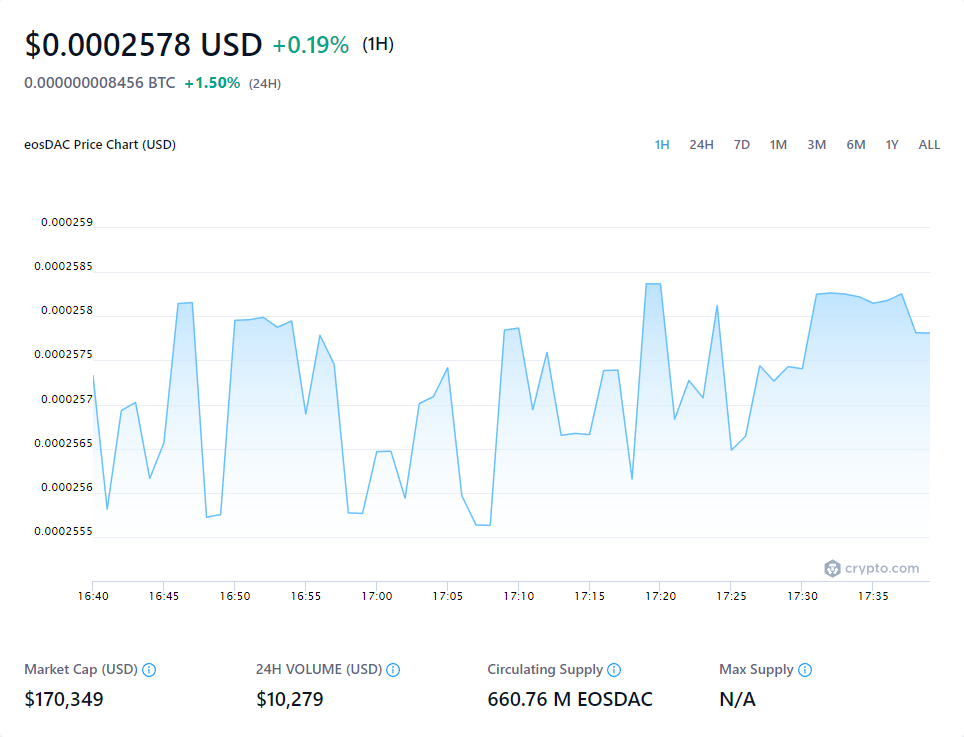 $0.0002578 USD +0.19% (1H)
0.000000008456 BTC +1.50% (24H)
eosDAC Price Chart (USD) 1H 24H 7D 1M 3M 6M 1Y ALL
0.000259
0.0002585
0.000258
0.0002575
0.000257
0.0002565
0.000256
0.0002555
crypto.com
16:40 16:45 16:50 16:55 17:00 17:05 17:10 17:15 17:20 17:25 17:30 17:35
Market Cap (USD) 24H VOLUME (USD) Circulating Supply Max Supply
$170,349 $10,279 660.76 M EOSDAC N/A